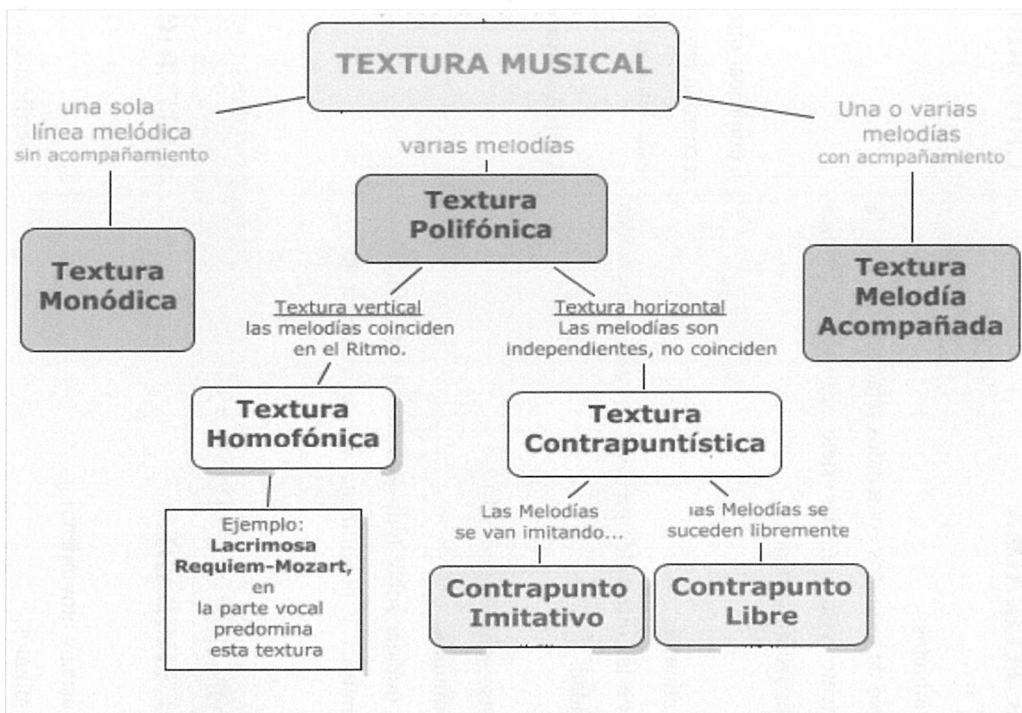 TEXTURA MUSICAL
una sola
línea melódica
sin acompañamiento
Textura
Monódica
varias melodías
Textura
Polifónica
Textura vertical
las melodías coinciden
en el Ritmo.
Textura
Homofónica
Ejemplo:
Lacrimosa
Requiem-Mozart,
en
la parte vocal
predomina
esta textura
Textura horizontal
Las melodías son
independientes, no coinciden
Textura
Contrapuntística
Las Melodías
se van imitando...
Contrapunto
Imitativo
las Melodías se
suceden libremente
Contrapunto
Libre
Una o varias
melodías
con acmpañamiento
Textura
Melodía
Acompañada